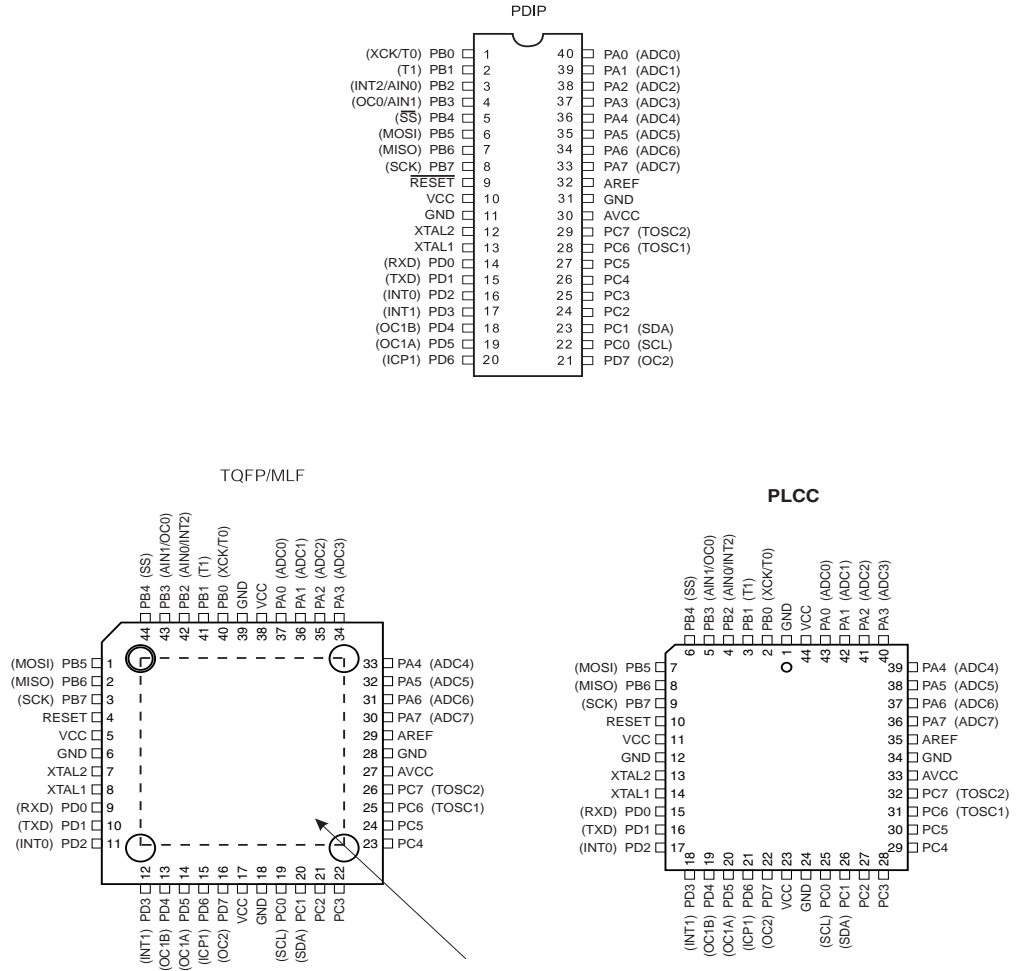 PDIP
(XCK/T0) PB0 1 40 PA0 (ADC0)
(T1) PB1 2 39 PA1 (ADC1)
(INT2/AIN0) PB2 3 38 PA2 (ADC2)
(OC0/AIN1) PB3 4 37 PA3 (ADC3)
(SS) PB4 5 36 PA4 (ADC4)
(MOSI) PB5 6 35 PA5 (ADC5)
(MISO) PB6 7 34 PA6 (ADC6)
(SCK) PB7 8 33 PA7 (ADC7)
RESET 9 32 AREF
VCC 10 31 GND
GND 11 30 AVCC
XTAL2 12 29 PC7 (TOSC2)
XTAL1 13 28 PC6 (TOSC1)
(RXD) PD0 14 27 PC5
(TXD) PD1 15 26 PC4
(INT0) PD2 16 25 PC3
(INT1) PD3 17 24 PC2
(OC1B) PD4 18 23 PC1 (SDA)
(OC1A) PD5 19 22 PC0 (SCL)
(ICP1) PD6 20 21 PD7 (OC2)
TQFP/MLF
PB4 (SS)
PB3 (AIN1/OC0)
PB2 (AIN0/INT2)
PB1 (T1)
PB0 (XCK/T0)
GND
VCC
PA0 (ADC0)
PA1 (ADC1)
PA2 (ADC2)
PA3 (ADC3)
44 43 42 41 40 39 38 37 36 35 34
(MOSI) PB5 1 33 PA4 (ADC4)
(MISO) PB6 2 32 PA5 (ADC5)
(SCK) PB7 3 31 PA6 (ADC6)
RESET 4 30 PA7 (ADC7)
VCC 5 29 AREF
GND 6 28 GND
XTAL2 7 27 AVCC
XTAL1 8 26 PC7 (TOSC2)
(RXD) PD0 9 25 PC6 (TOSC1)
(TXD) PD1 10 24 PC5
(INT0) PD2 11 23 PC4
12 13 14 15 16 17 18 19 20 21 22
(INT1) PD3
(OC1B) PD4
(OC1A) PD5
(ICP1) PD6
(OC2) PD7
VCC
GND
(SCL) PC0
(SDA) PC1
PC2
PC3
PLCC
PB4 (SS)
PB3 (AIN1/OC0)
PB2 (AIN0/INT2)
PB1 (T1)
PB0 (XCK/T0)
GND
VCC
PA0 (ADC0)
PA1 (ADC1)
PA2 (ADC2)
PA3 (ADC3)
6 5 4 3 2 1 44 43 42 41 40
(MOSI) PB5 7 39 PA4 (ADC4)
(MISO) PB6 8 38 PA5 (ADC5)
(SCK) PB7 9 37 PA6 (ADC6)
RESET 10 36 PA7 (ADC7)
VCC 11 35 AREF
GND 12 34 GND
XTAL2 13 33 AVCC
XTAL1 14 32 PC7 (TOSC2)
(RXD) PD0 15 31 PC6 (TOSC1)
(TXD) PD1 16 30 PC5
(INT0) PD2 17 29 PC4
18 19 20 21 22 23 24 25 26 27 28
(INT1) PD3
(OC1B) PD4
(OC1A) PD5
(ICP1) PD6
(OC2) PD7
VCC
GND
(SCL) PC0
(SDA) PC1
PC2
PC3